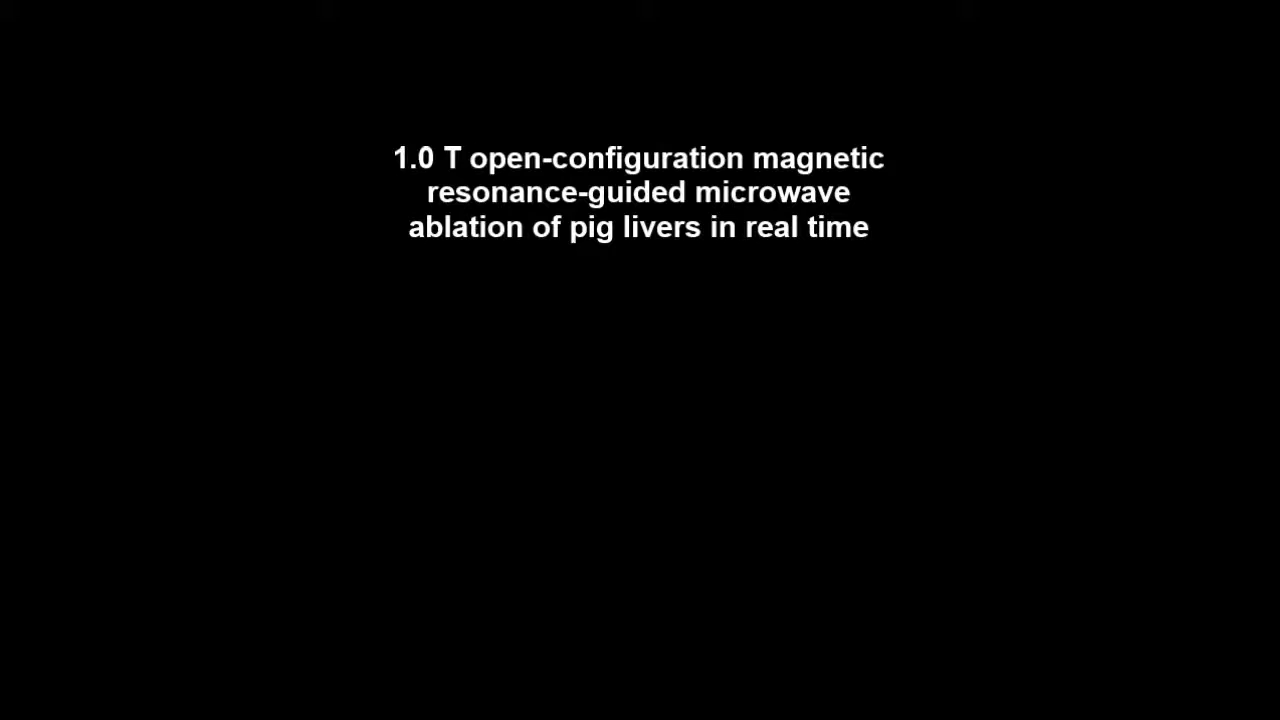 1.0 T open-configuration magnetic
resonance-guided microwave
ablation of pig livers in real time